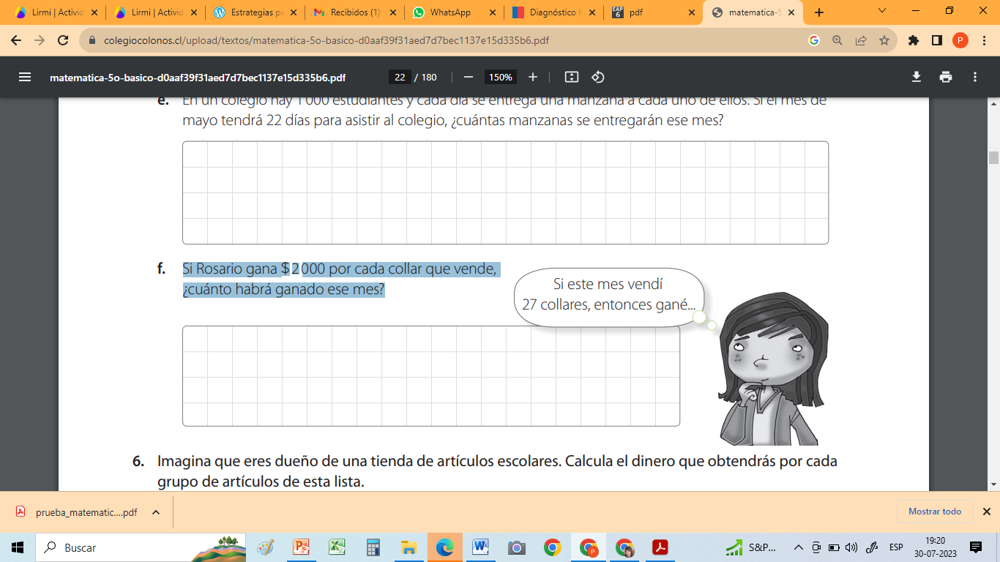 Lirmi | Activid
Lirmi | Activid
Estrategias pa
Recibidos (1)
WhatsApp
Diagnóstico
EAP 6
pdf
matematica-5
colegiocolonos.cl/upload/textos/matematica-5o-basico-d0aaf39f31aed7d7bec1137e15d335b6.pdf
P
matematica-5o-basico-d0aaf39f31aed7d7bec1137e15d335b6.pdf
22 / 180
150%
e. En un colegio hay 1 000 estudiantes y cada día se entrega una manzana a cada uno de ellos. Si el mes de
mayo tendrá 22 días para asistir al colegio, ¿cuántas manzanas se entregarán ese mes?
f. Si Rosario gana $ 2 000 por cada collar que vende,
¿cuánto habrá ganado ese mes?
Si este mes vendí
27 collares, entonces gané...
6. Imagina que eres dueño de una tienda de artículos escolares. Calcula el dinero que obtendrás por cada
grupo de artículos de esta lista.
prueba_matematic....pdf
Mostrar todo
Buscar
S&P...
ESP
19:20
30-07-2023